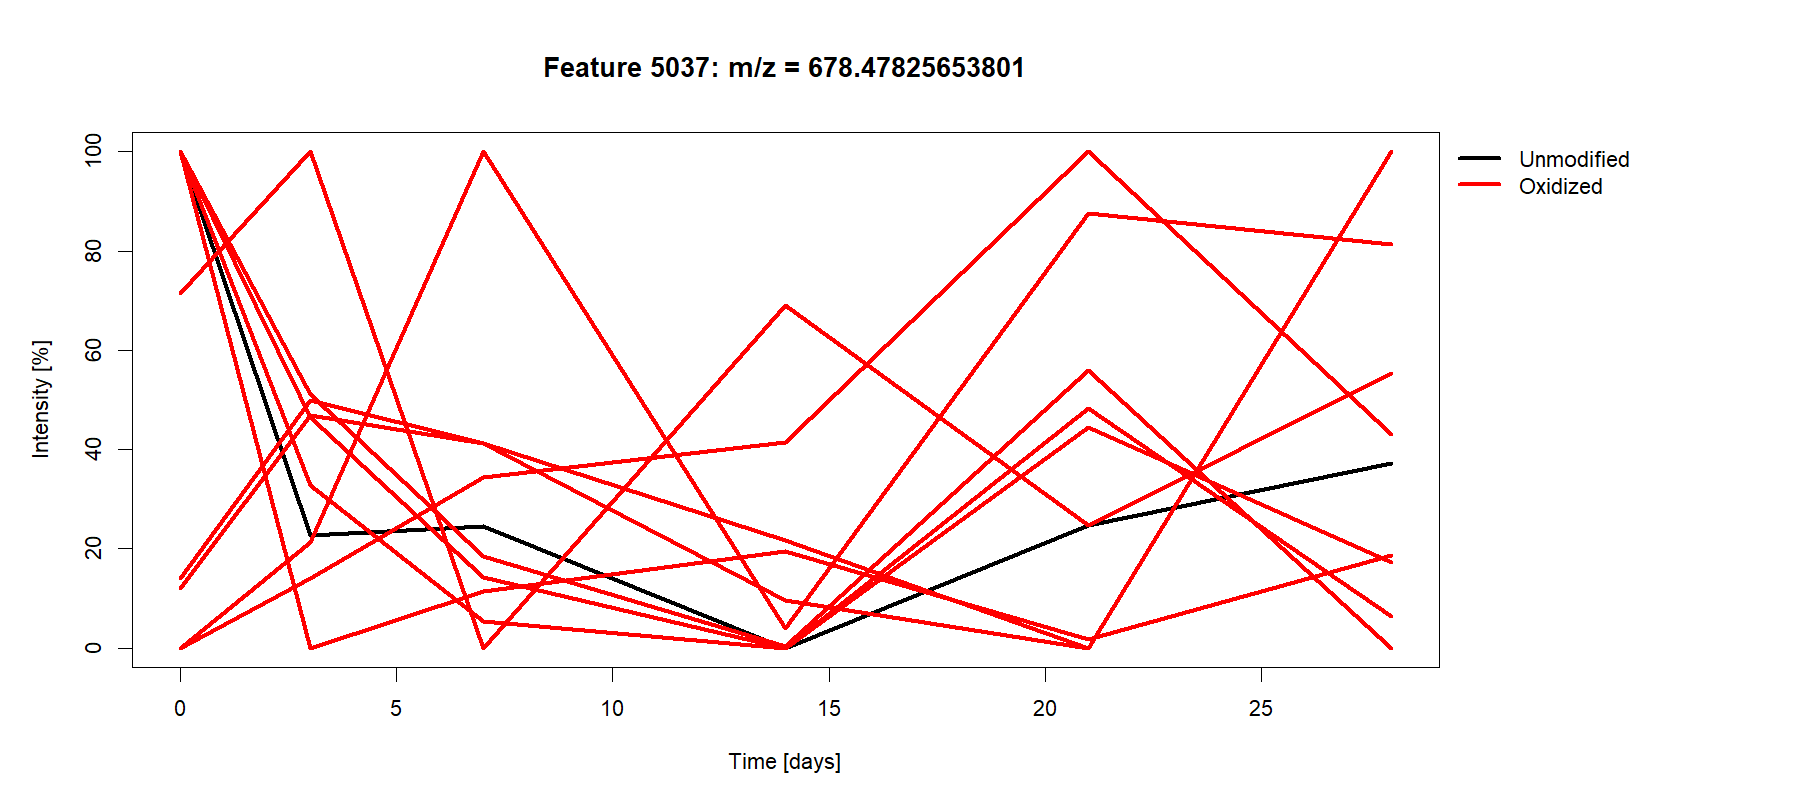 Feature 5037: m/z = 678.47825653801
Unmodified
Oxidized
Intensity [%]
100
80
60
40
20
0
0 5 10 15 20 25
Time [days]